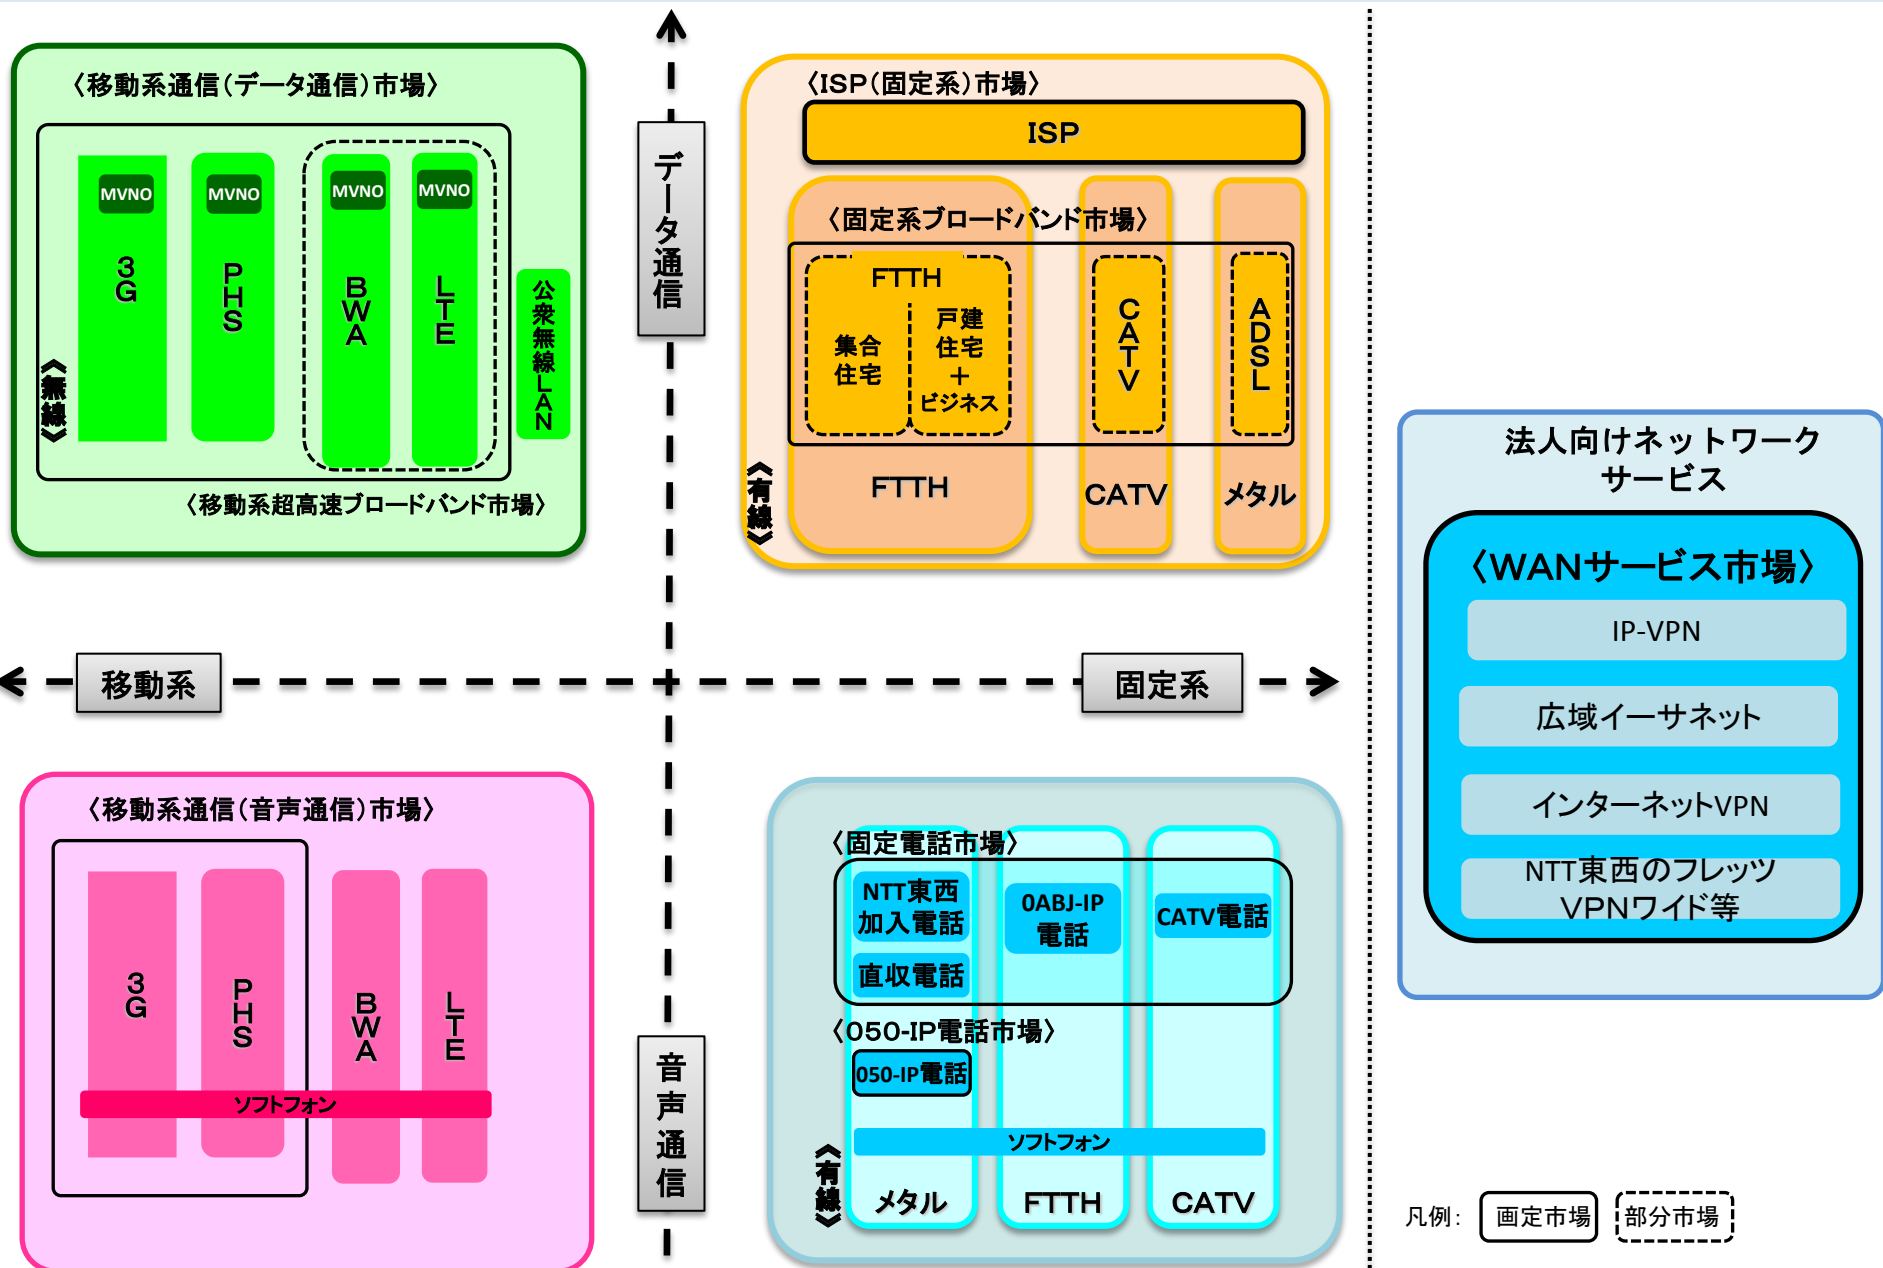 〈移動系通信（データ通信）市場〉
MVNO
MVNO
MVNO
MVNO
3G
PHS
BWA
LTE
公衆無線LAN
《無線》
〈移動系超高速ブロードバンド市場〉
データ通信
〈ISP（固定系）市場〉
ISP
〈固定系ブロードバンド市場〉
FTTH
集合
住宅
戸建
住宅
＋
ビジネス
CATV
ADSL
《有線》
FTTH
CATV
メタル
移動系
固定系
〈移動系通信（音声通信）市場〉
3G
PHS
BWA
LTE
ソフトフォン
音声通信
〈固定電話市場〉
NTT東西
加入電話
直収電話
0ABJ-IP
電話
CATV電話
〈050-IP電話市場〉
050-IP電話
ソフトフォン
《有線》
メタル
FTTH
CATV
法人向けネットワーク
サービス
〈WANサービス市場〉
IP-VPN
広域イーサネット
インターネットVPN
NTT東西のフレッツ
VPNワイド等
凡例：
画定市場
部分市場